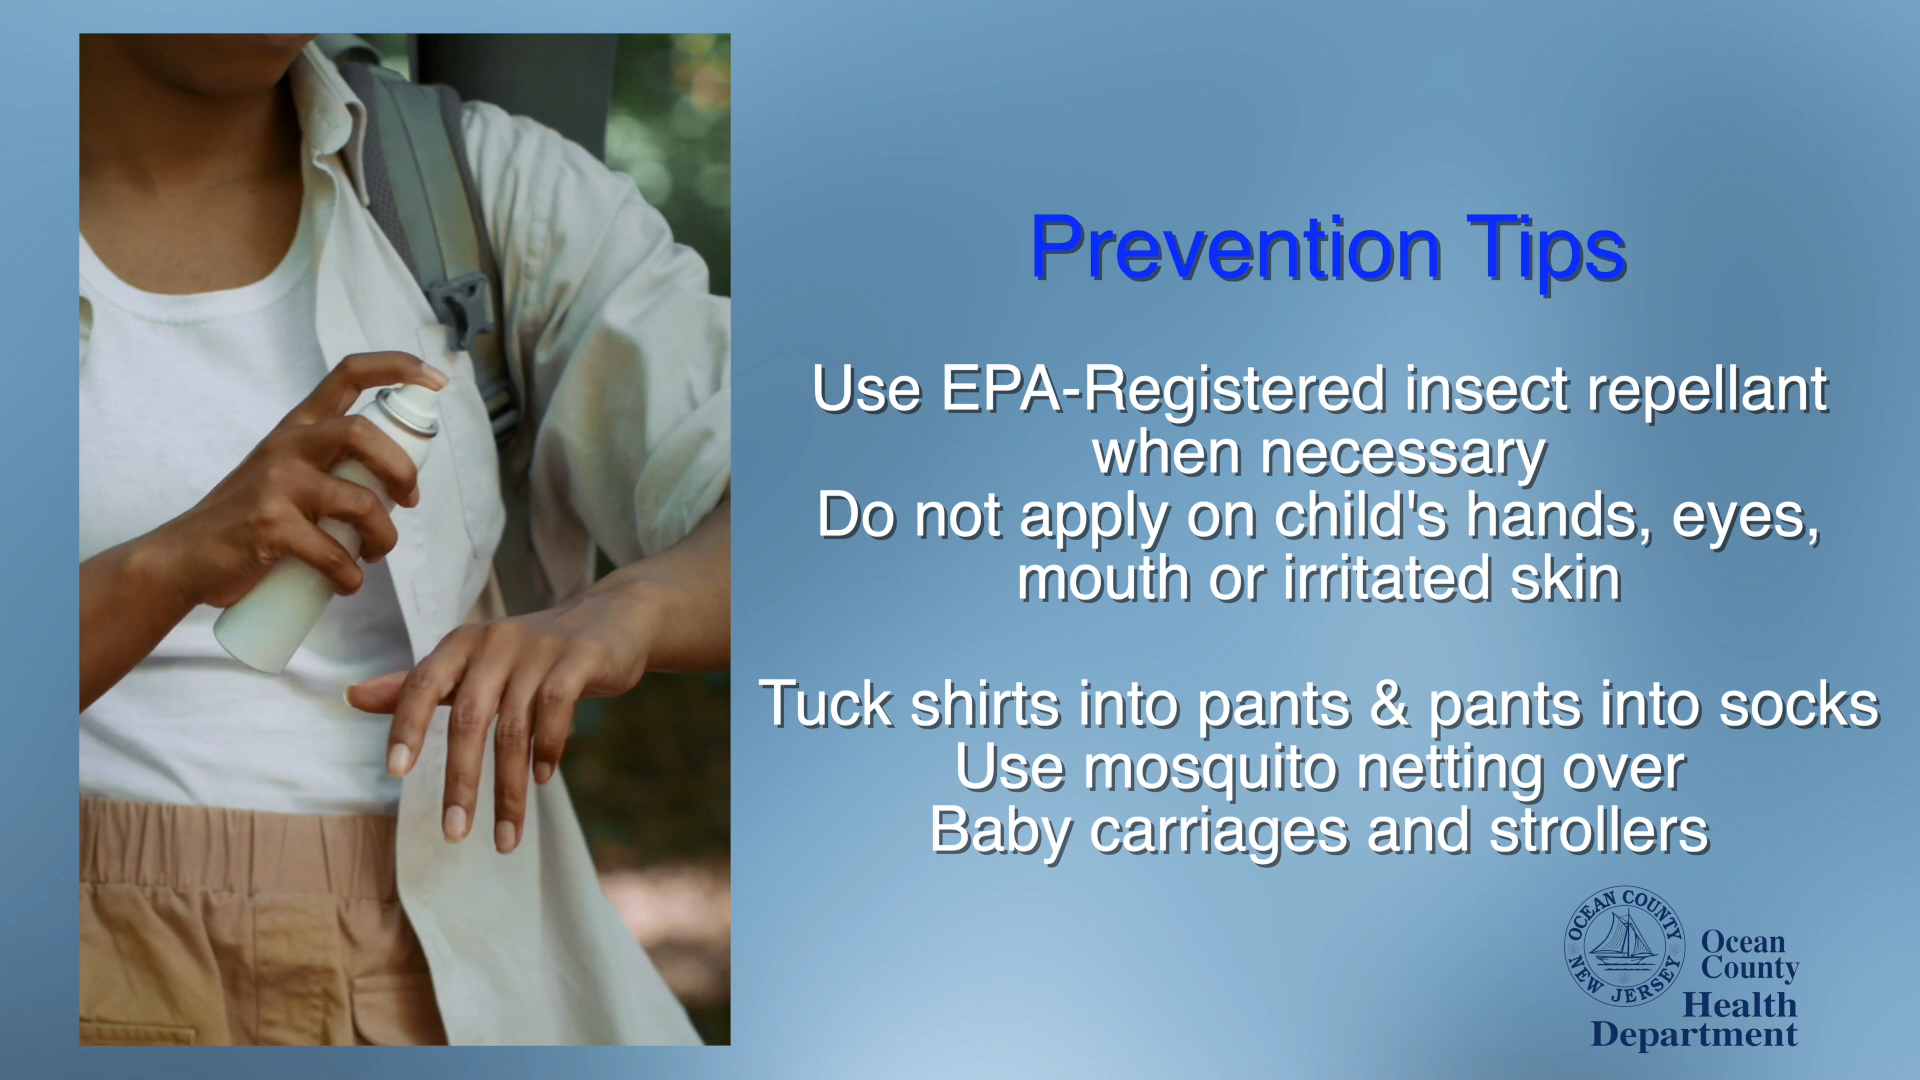 Prevention Tips
Use EPA-Registered insect repellant
when necessary
Do not apply on child's hands, eyes,
mouth or irritated skin
Tuck shirts into pants & pants into socks
Use mosquito netting over
Baby carriages and strollers
OCEAN COUNTY
NEW JERSEY
Ocean
County
Health
Department